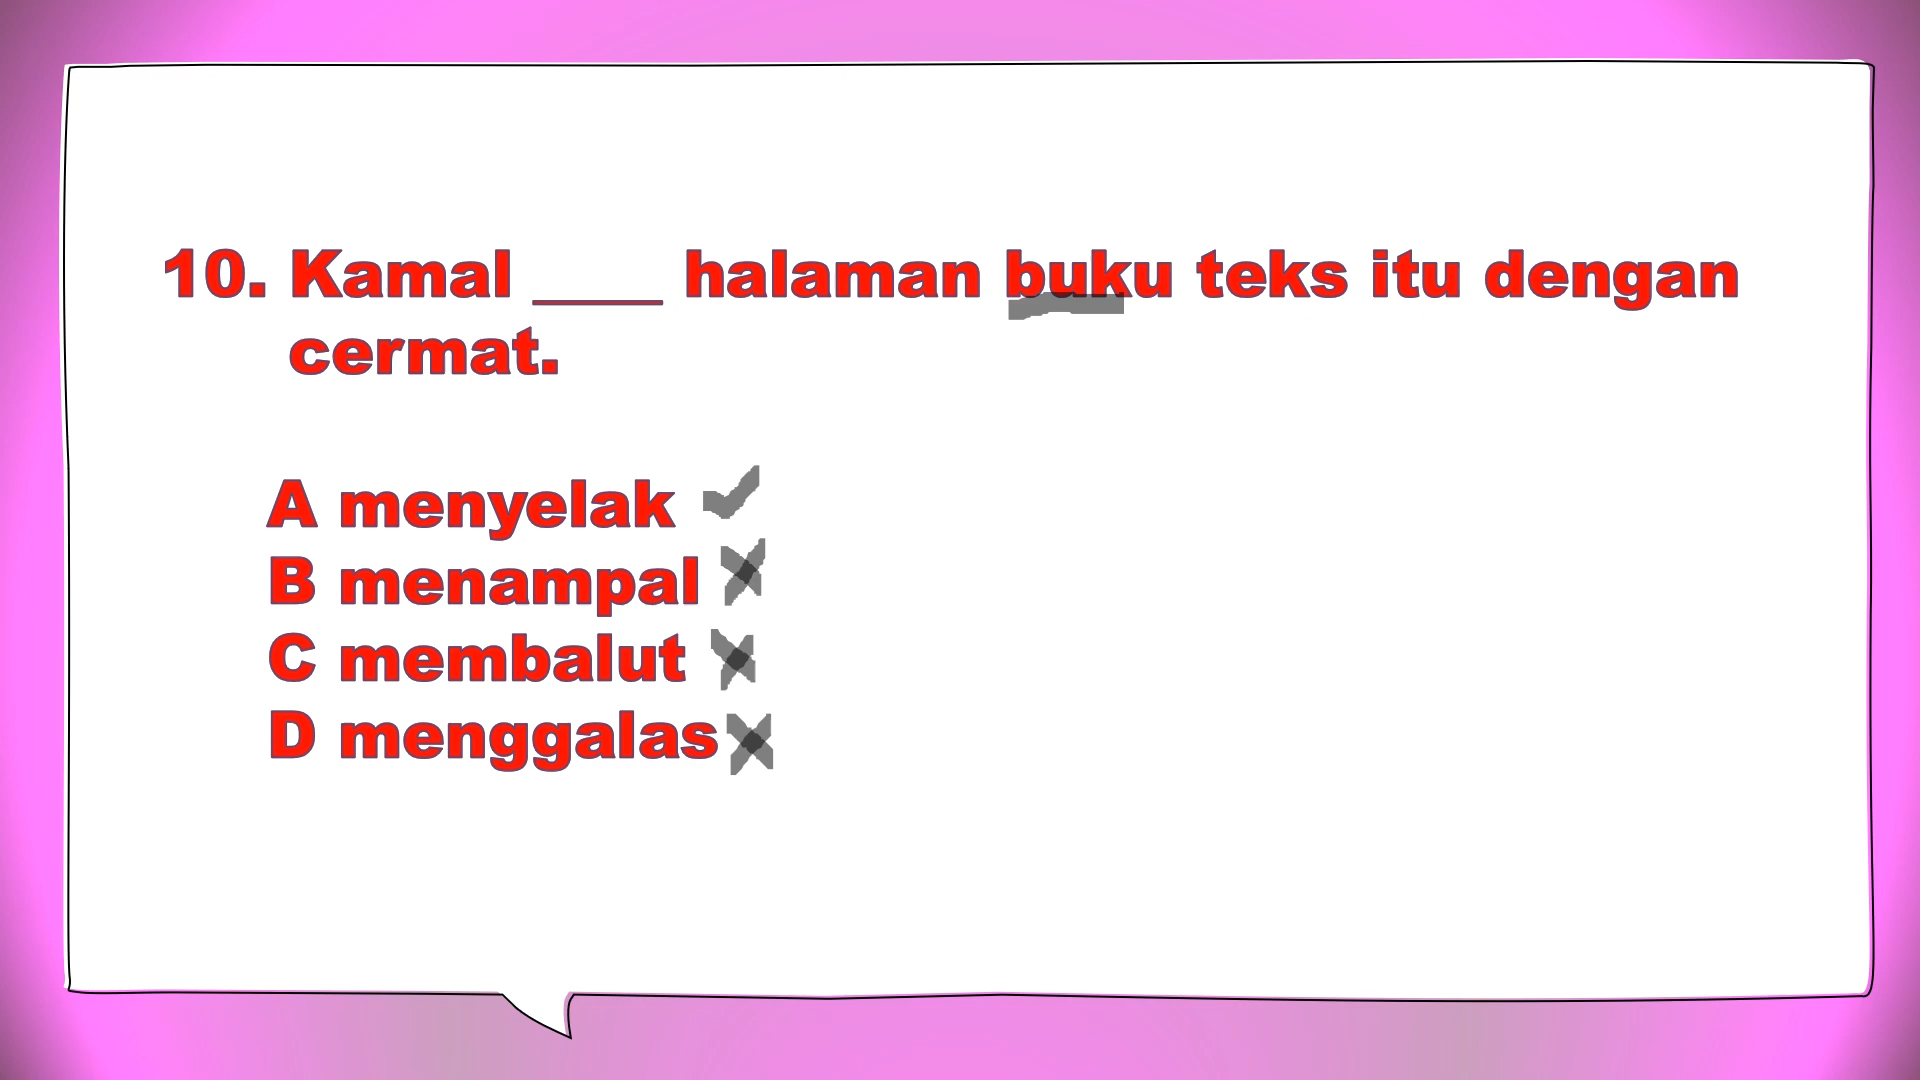 10. Kamal ____ halaman buku teks itu dengan
cermat.
A menyelak
B menampal
C membalut
D menggalas